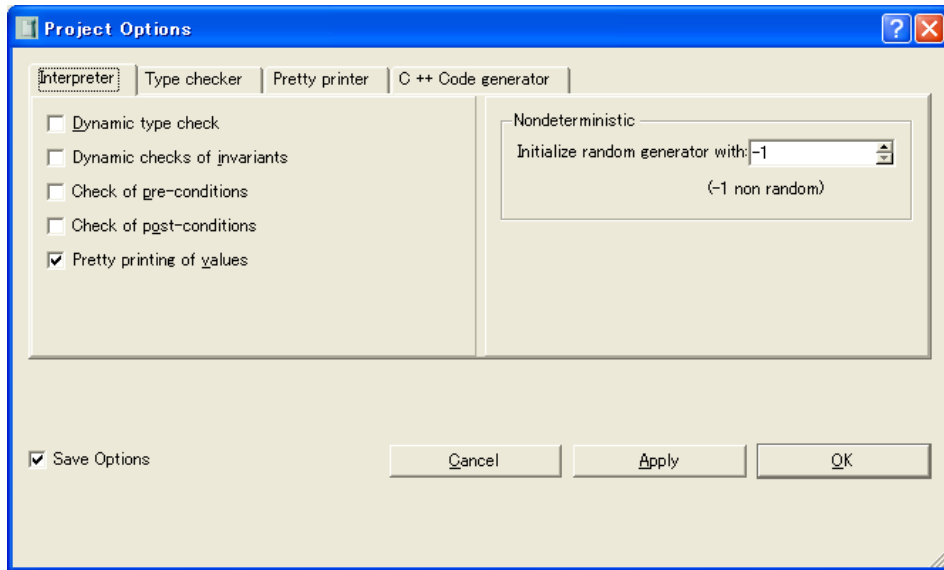 Project Options
Interpreter Type checker Pretty printer C ++ Code generator
Dynamic type check
Dynamic checks of invariants
Check of pre-conditions
Check of post-conditions
Pretty printing of values
Nondeterministic
Initialize random generator with: -1
(-1 non random)
Save Options
Cancel Apply OK